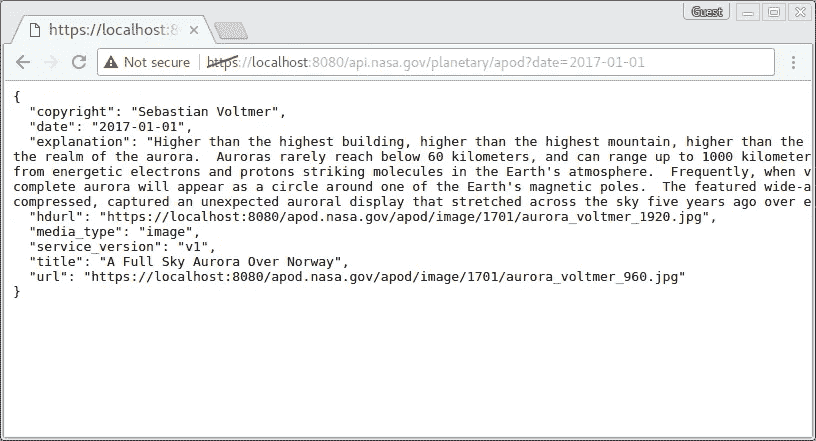 Guest
https://localhost:8
Not secure https://localhost:8080/api.nasa.gov/planetary/apod?date=2017-01-01
{
"copyright": "Sebastian Voltmer",
"date": "2017-01-01",
"explanation": "Higher than the highest building, higher than the highest mountain, higher than the
the realm of the aurora.  Auroras rarely reach below 60 kilometers, and can range up to 1000 kilometer
from energetic electrons and protons striking molecules in the Earth's atmosphere.  Frequently, when v
complete aurora will appear as a circle around one of the Earth's magnetic poles.  The featured wide-a
compressed, captured an unexpected auroral display that stretched across the sky five years ago over e
"hdurl": "https://localhost:8080/apod.nasa.gov/apod/image/1701/aurora_voltmer_1920.jpg",
"media_type": "image",
"service_version": "v1",
"title": "A Full Sky Aurora Over Norway",
"url": "https://localhost:8080/apod.nasa.gov/apod/image/1701/aurora_voltmer_960.jpg"
}